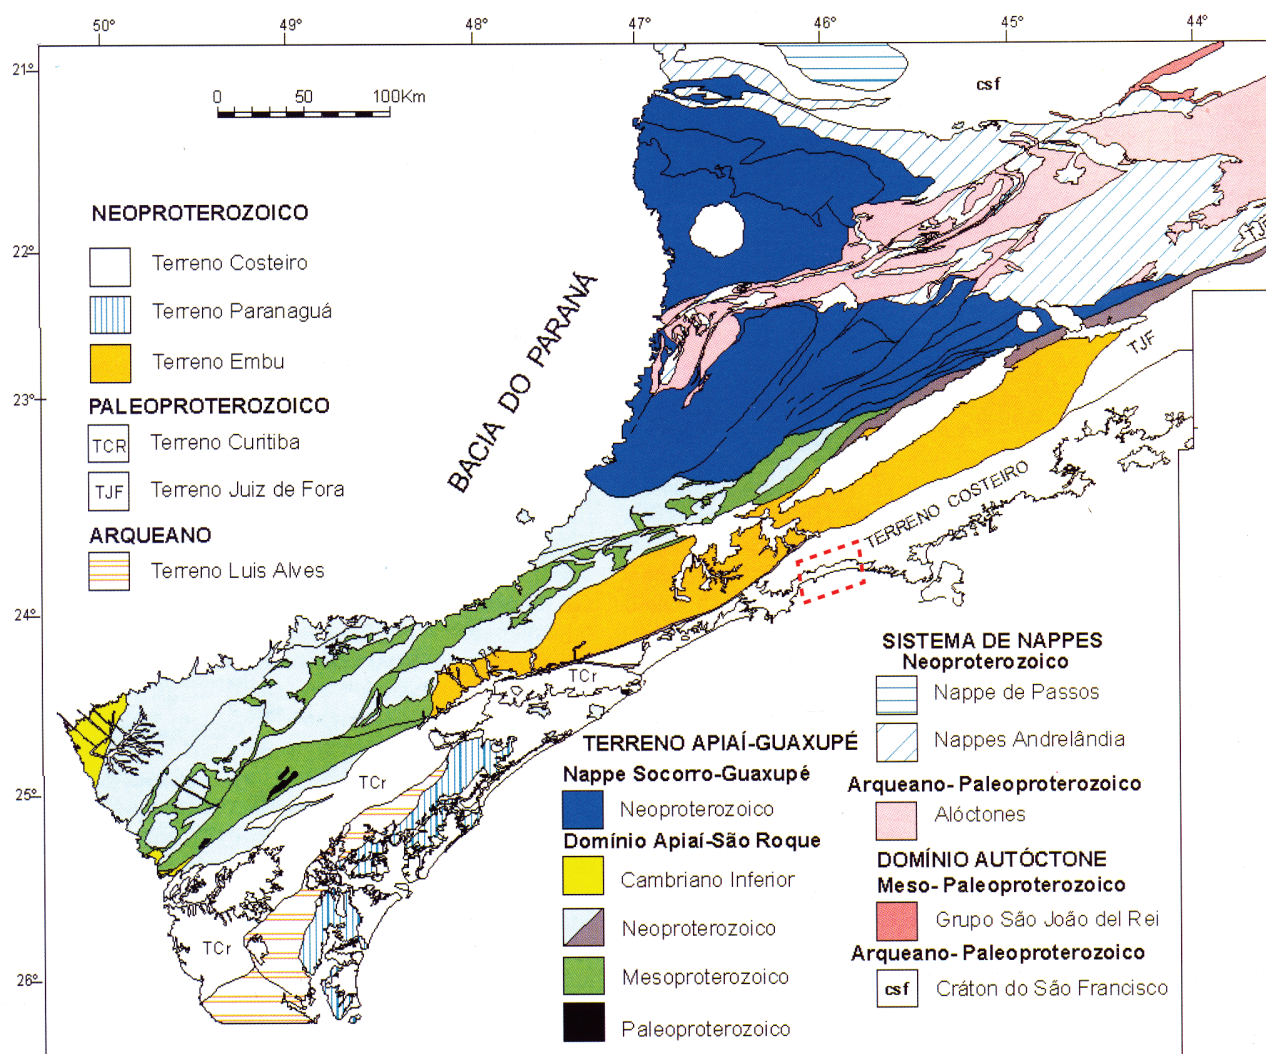 50° 49° 48° 47° 46° 45° 44°
21°
22°
23°
24°
25°
26°
0 50 100Km
csf
NEOPROTEROZOICO
Terreno Costeiro
Terreno Paranaguá
Terreno Embu
PALEOPROTEROZOICO
TCR Terreno Curitiba
TJF Terreno Juiz de Fora
ARQUEANO
Terreno Luis Alves
BACIA DO PARANÁ
TJF
TJF
TERRENO COSTEIRO
TCr
TCr
TCr
TERRENO APIAÍ-GUAXUPÉ
Nappe Socorro-Guaxupé
Neoproterozoico
Domínio Apiaí-São Roque
Cambriano Inferior
Neoproterozoico
Mesoproterozoico
Paleoproterozoico
SISTEMA DE NAPPES
Neoproterozoico
Nappe de Passos
Nappes Andrelândia
Arqueano-Paleoproterozoico
Alóctones
DOMÍNIO AUTÓCTONE
Meso-Paleoproterozoico
Grupo São João del Rei
Arqueano-Paleoproterozoico
csf Cráton do São Francisco